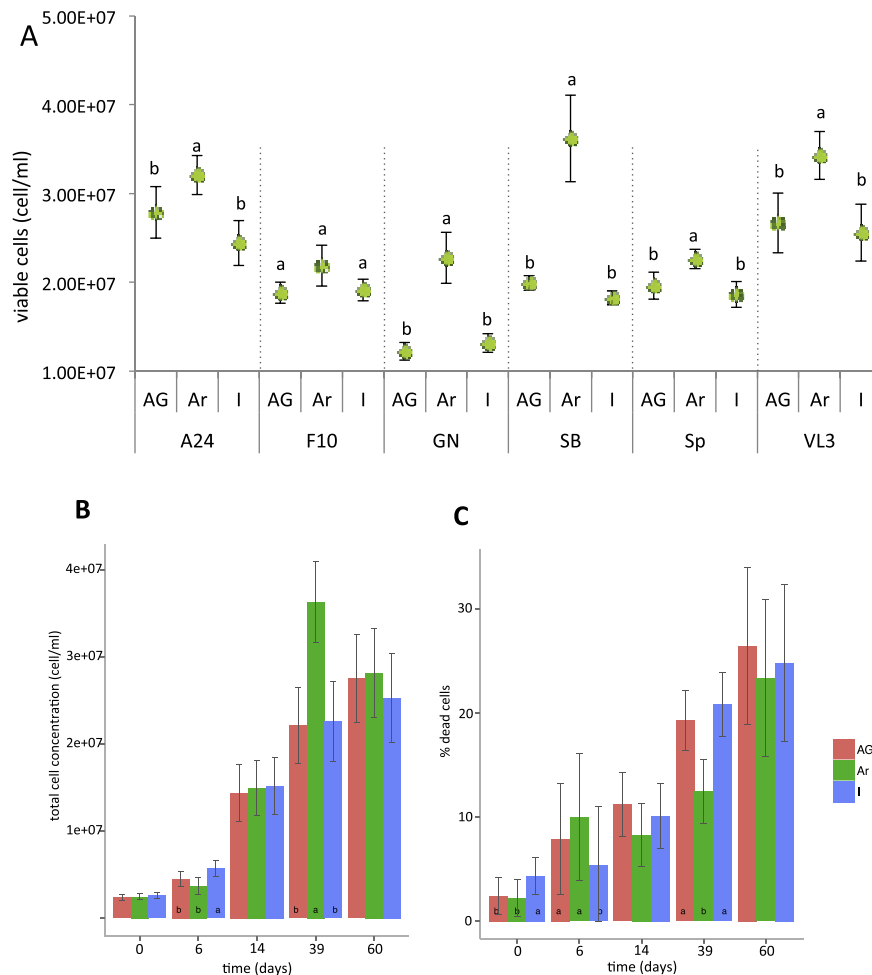 A
5.00E+07
4.00E+07
3.00E+07
2.00E+07
1.00E+07
viable cells (cell/ml)
b a b a a a b a b b a b b a b b a b
AG Ar I AG Ar I AG Ar I AG Ar I AG Ar I AG Ar I
A24 F10 GN SB Sp VL3
B
4e+07
3e+07
2e+07
1e+07
total cell concentration (cell/ml)
b b a b a b
0 6 14 39 60
time (days)
C
30
20
10
0
% dead cells
b b a a a b a b a
0 6 14 39 60
time (days)
AG
Ar
I